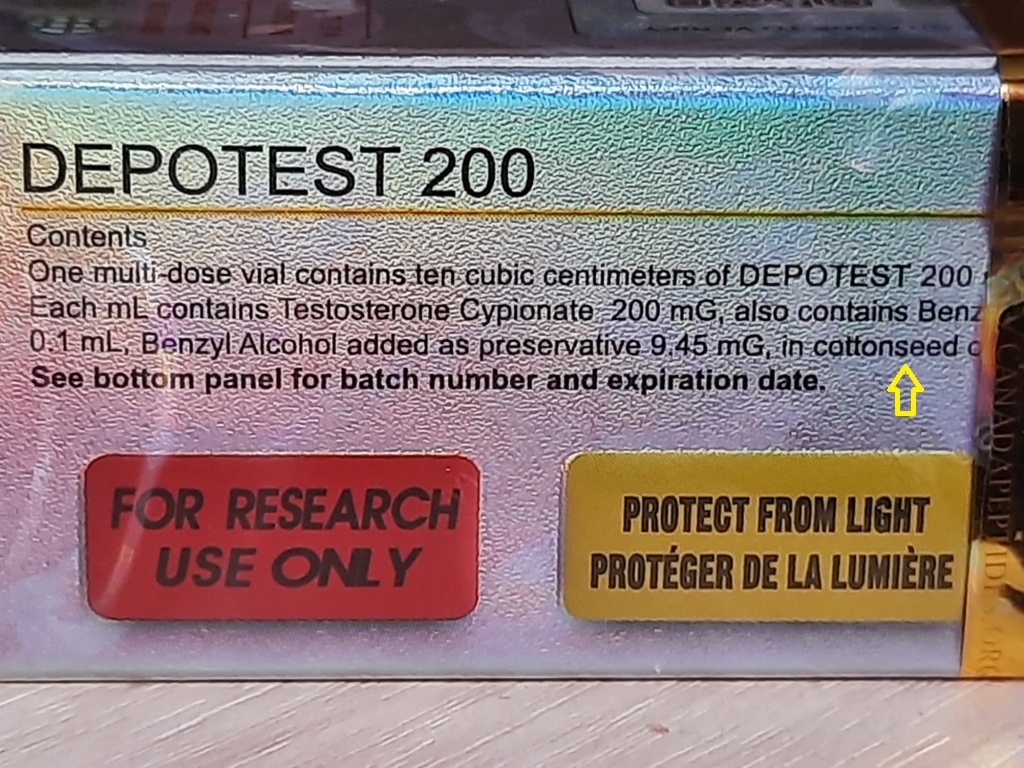 DEPOTEST 200
Contents
One multi-dose vial contains ten cubic centimeters of DEPOTEST 200
Each mL contains Testosterone Cypionate 200 mG, also contains Benz
0.1 mL, Benzyl Alcohol added as preservative 9.45 mG, in cottonseed
See bottom panel for batch number and expiration date.
FOR RESEARCH
USE ONLY
PROTECT FROM LIGHT
PROTÉGER DE LA LUMIÈRE